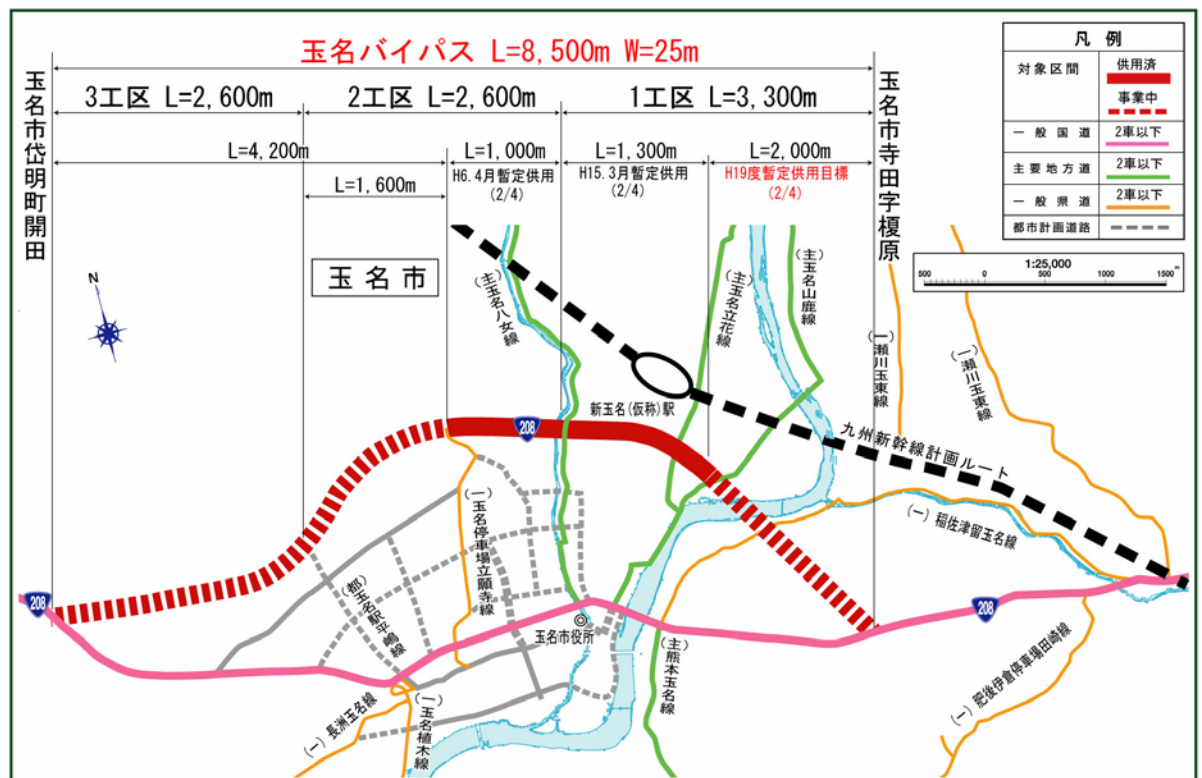 玉名バイパス L=8,500m W=25m
3工区 L=2,600m
2工区 L=2,600m
1工区 L=3,300m
L=4,200m
L=1,000m
L=1,300m
L=2,000m
H6.4月暫定供用
(2/4)
H15.3月暫定供用
(2/4)
H19度暫定供用目標
(2/4)
L=1,600m
玉名市岱明町開田
玉名市寺田字榎原
凡例
対象区間
供用済
事業中
一般国道
2車以下
主要地方道
2車以下
一般県道
2車以下
都市計画道路
1:25,000
500
0
500
1000
1500
m
N
玉名市
(主)玉名八女線
(主)玉名立花線
(主)玉名山鹿線
(一)瀬川玉東線
(一)瀬川玉東線
新玉名(仮称)駅
208
九州新幹線計画ルート
(一)稲佐津留玉名線
(一)玉名停車場立願寺線
(都)玉名駅平嶋線
208
208
玉名市役所
(主)熊本玉名線
(一)肥後伊倉停車場田崎線
(一)長洲玉名線
(一)玉名植木線